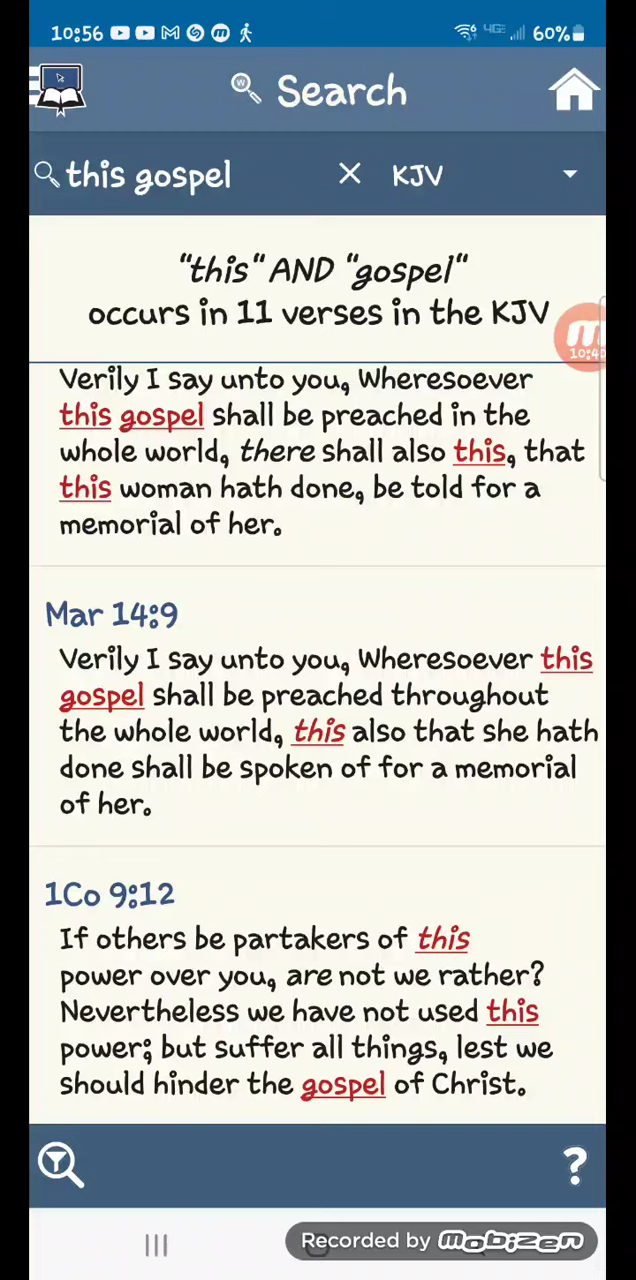 10:56
4GE
60%
Search
this gospel
KJV
"this" AND "gospel"
occurs in 11 verses in the KJV
10:40
Verily I say unto you, Wheresoever
this gospel shall be preached in the
whole world, there shall also this, that
this woman hath done, be told for a
memorial of her.
Mar 14:9
Verily I say unto you, Wheresoever this
gospel shall be preached throughout
the whole world, this also that she hath
done shall be spoken of for a memorial
of her.
1Co 9:12
If others be partakers of this
power over you, are not we rather?
Nevertheless we have not used this
power; but suffer all things, lest we
should hinder the gospel of Christ.
?
Recorded by mobizen